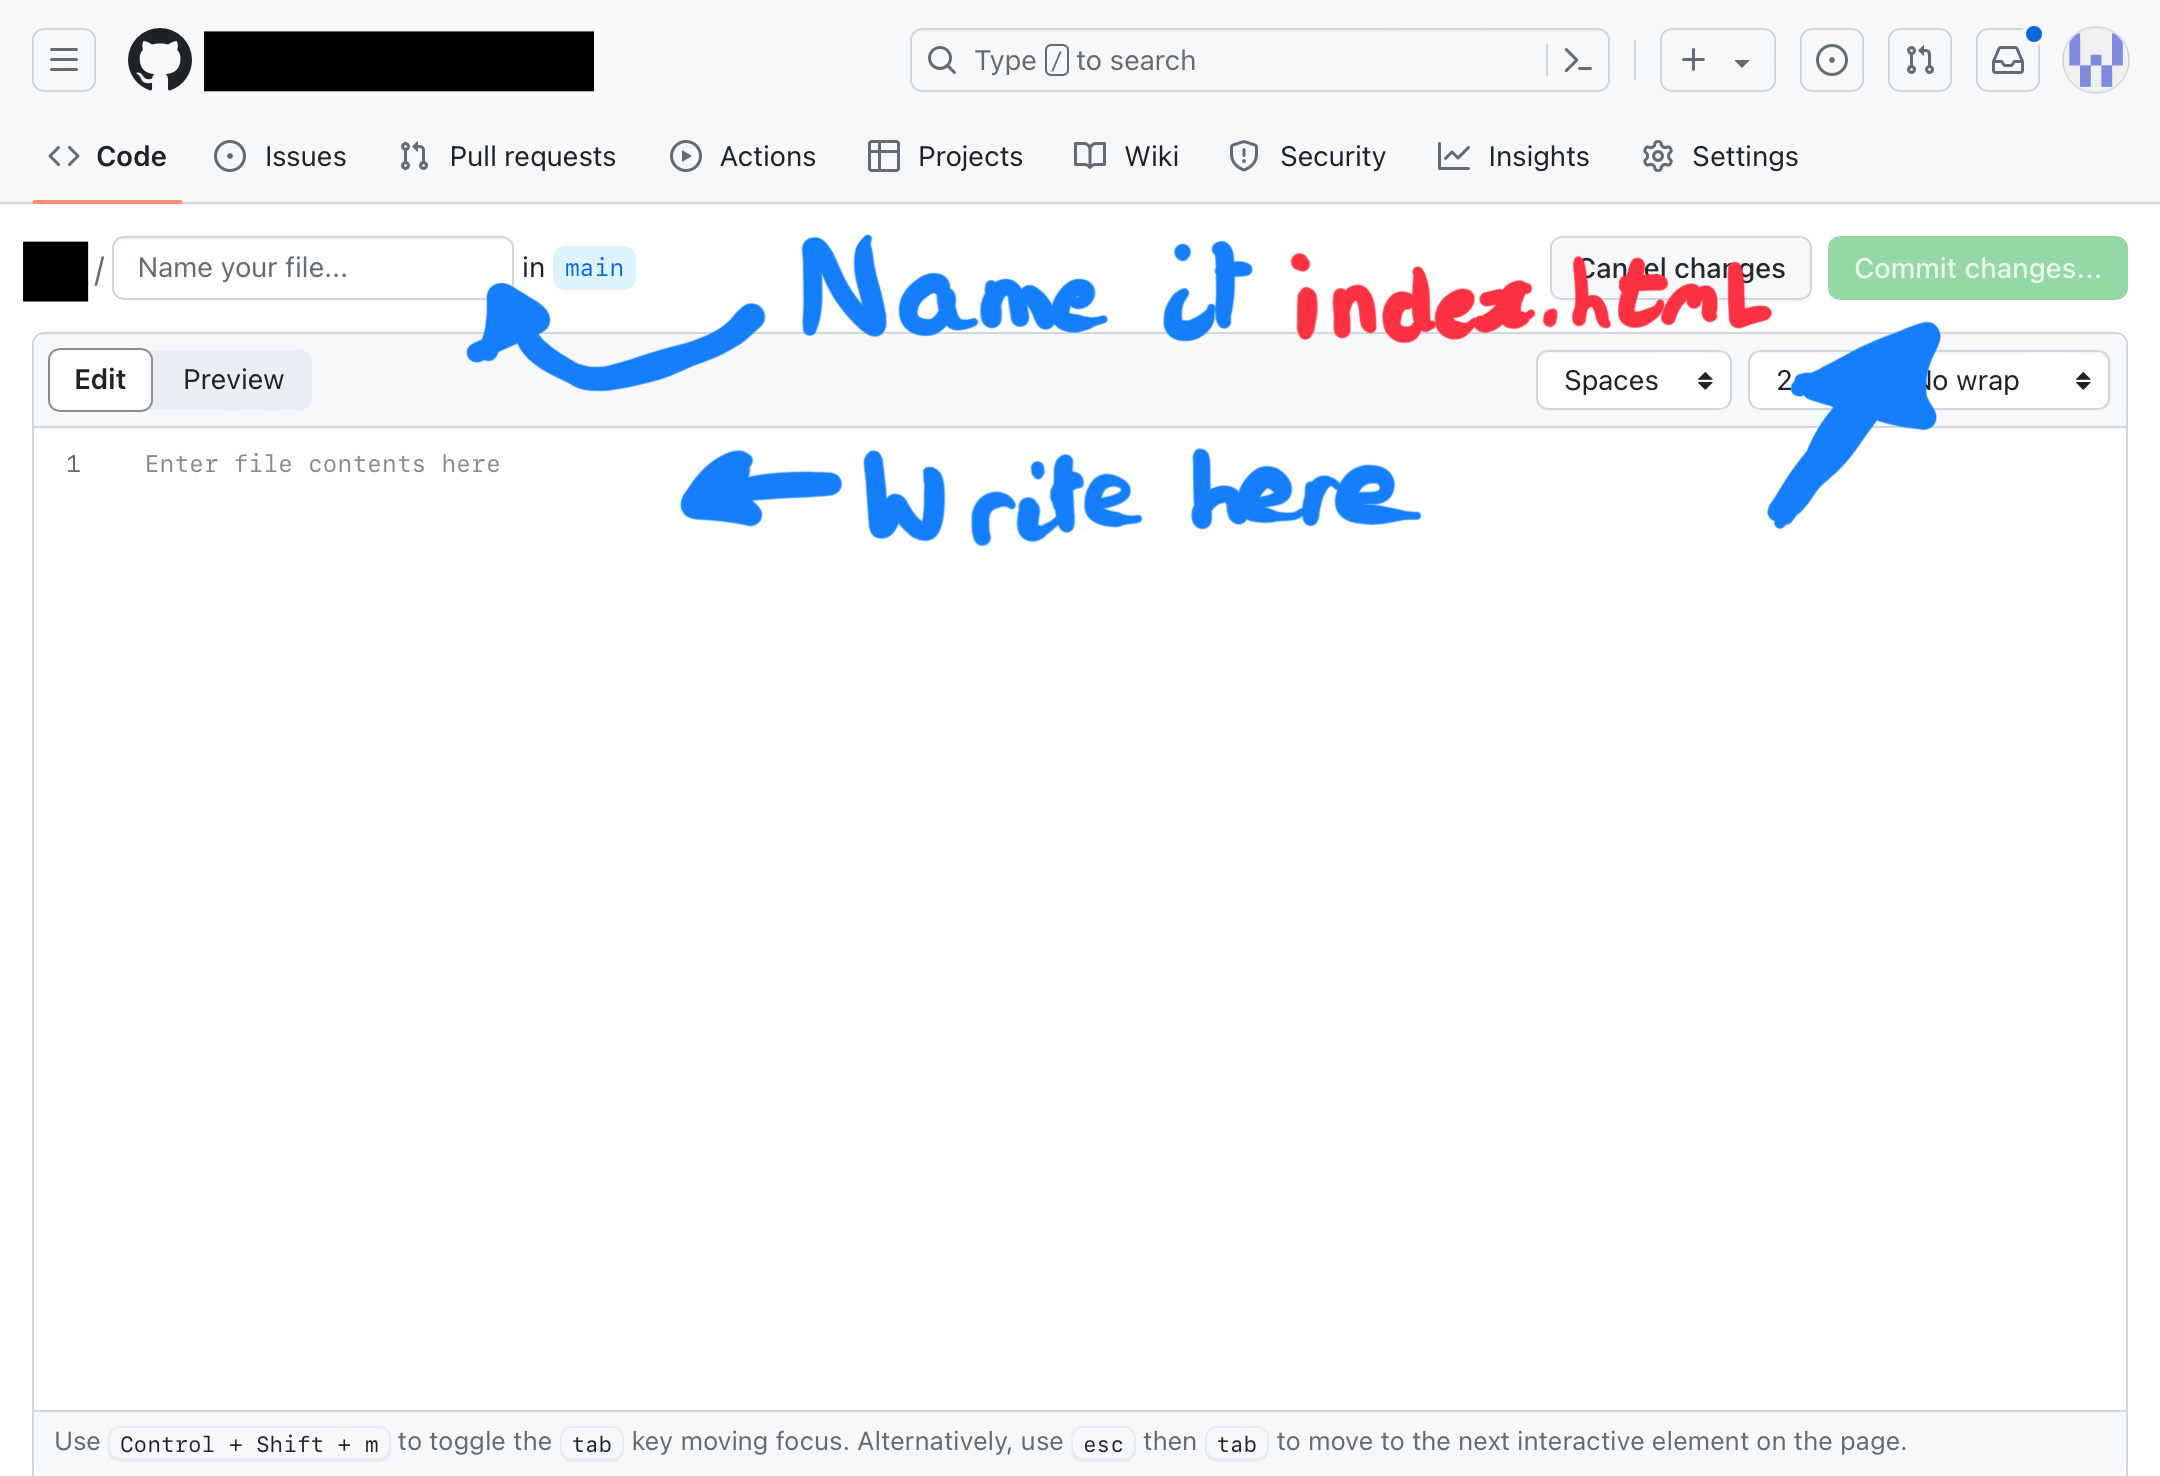 Type / to search
Code Issues Pull requests Actions Projects Wiki Security Insights Settings
/ Name your file... in main Name it index.html Cancel changes Commit changes...
Edit Preview Spaces 2 No wrap
1 Enter file contents here Write here
Use Control + Shift + m to toggle the tab key moving focus. Alternatively, use esc then tab to move to the next interactive element on the page.